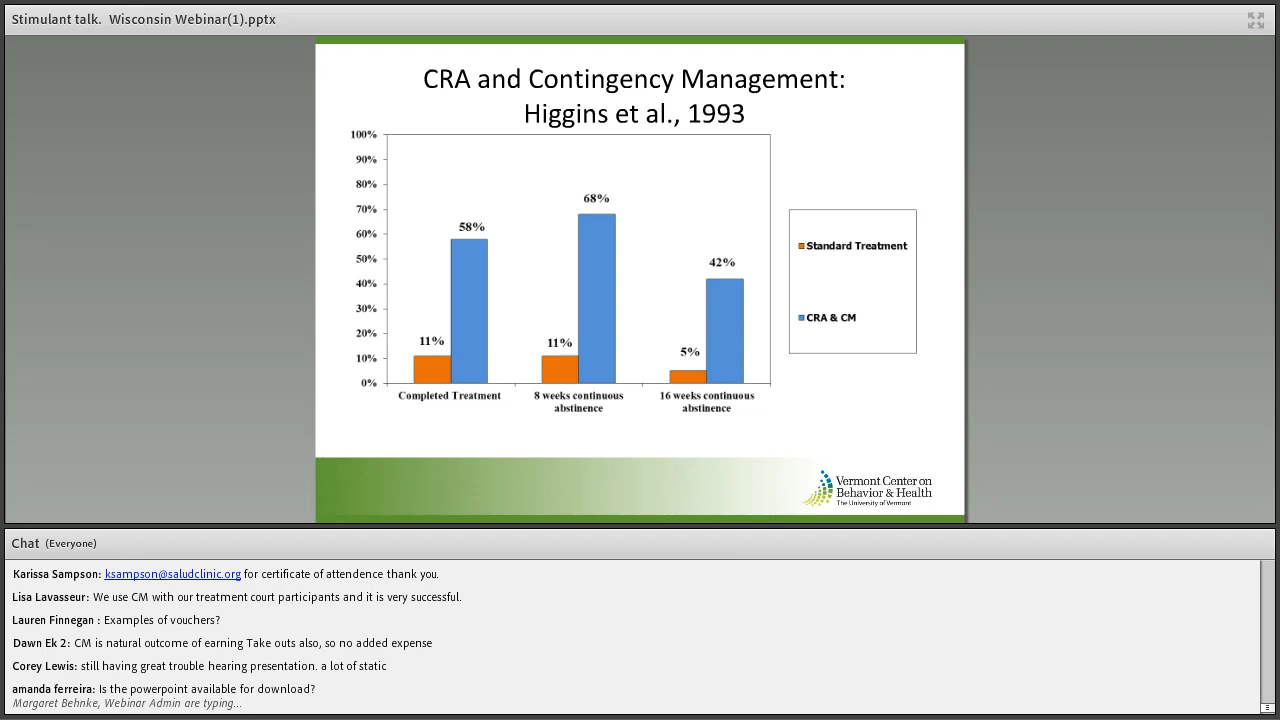 Stimulant talk. Wisconsin Webinar(1).pptx
CRA and Contingency Management:
Higgins et al., 1993
100%
90%
80%
70%
60%
50%
40%
30%
20%
10%
0%
11%
58%
11%
68%
5%
42%
Completed Treatment
8 weeks continuous
abstinence
16 weeks continuous
abstinence
Standard Treatment
CRA & CM
Vermont Center on
Behavior & Health
The University of Vermont
Chat (Everyone)
Karissa Sampson: ksampson@saludclinic.org for certificate of attendence thank you.
Lisa Lavasseur: We use CM with our treatment court participants and it is very successful.
Lauren Finnegan : Examples of vouchers?
Dawn Ek 2: CM is natural outcome of earning Take outs also, so no added expense
Corey Lewis: still having great trouble hearing presentation. a lot of static
amanda ferreira: Is the powerpoint available for download?
Margaret Behnke, Webinar Admin are typing...